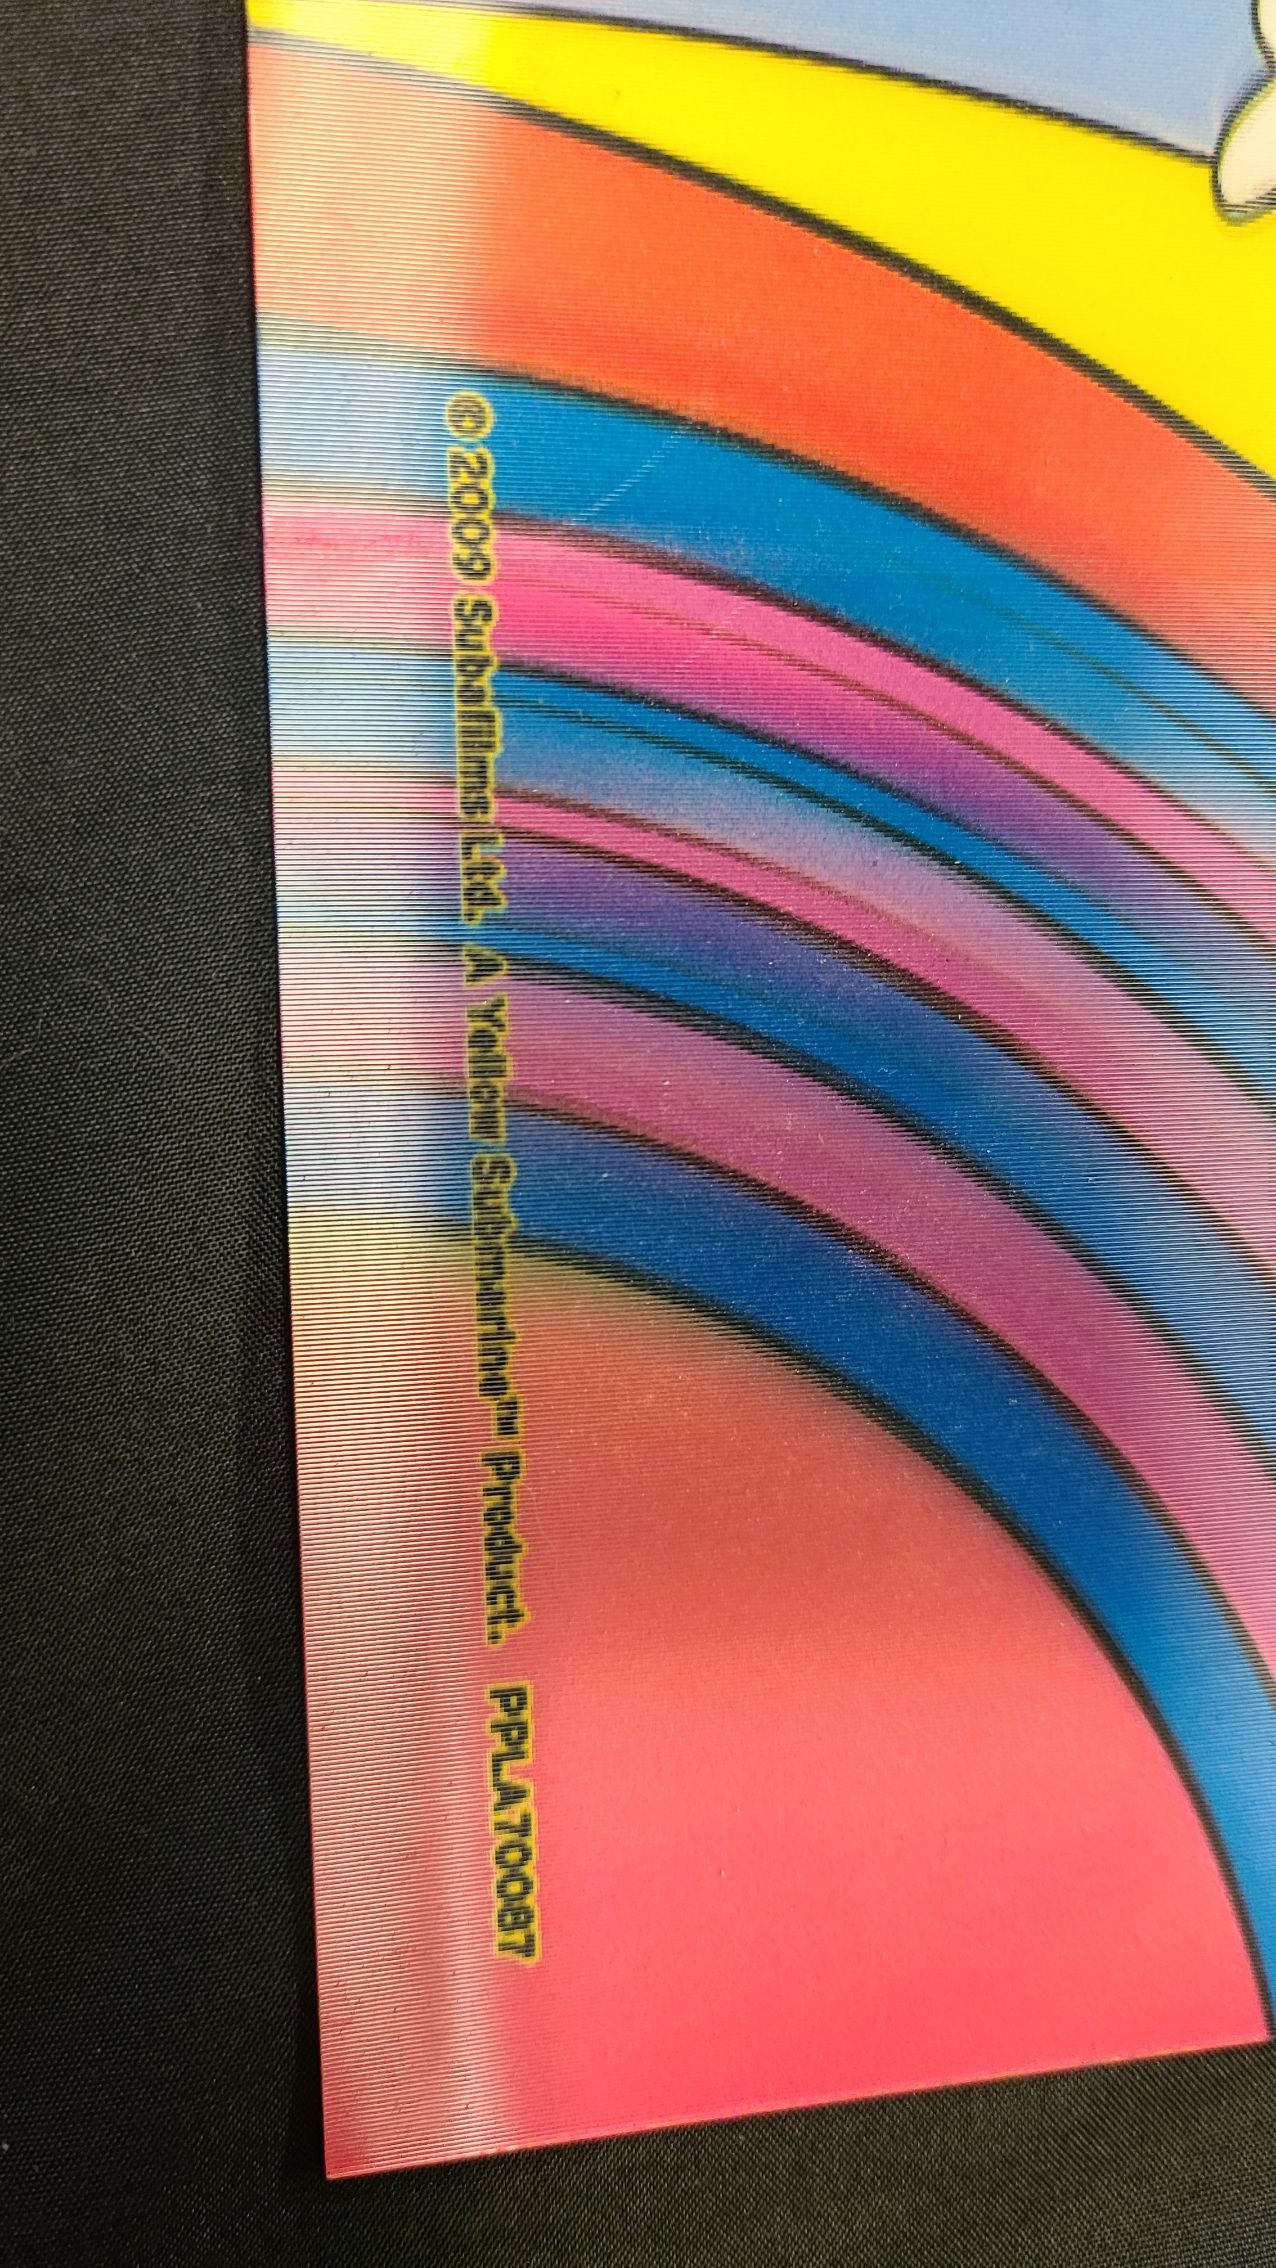 © 2009 Subafilms Ltd. A Yellow Submarine™ Product. PPLA70087